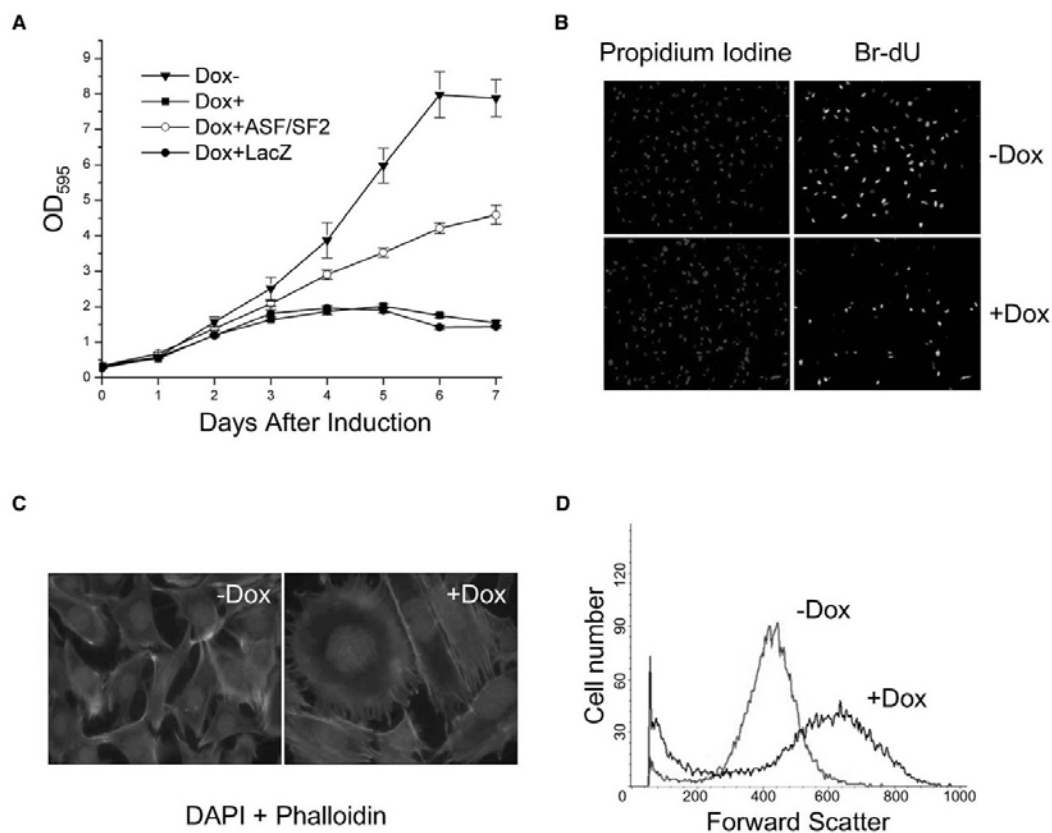 A
OD595
9
8
7
6
5
4
3
2
1
0
Dox-
Dox+
Dox+ASF/SF2
Dox+LacZ
0 1 2 3 4 5 6 7
Days After Induction
B
Propidium Iodine Br-dU
-Dox
+Dox
C
-Dox +Dox
DAPI + Phalloidin
D
Cell number
120
90
60
30
-Dox
+Dox
0 200 400 600 800 1000
Forward Scatter